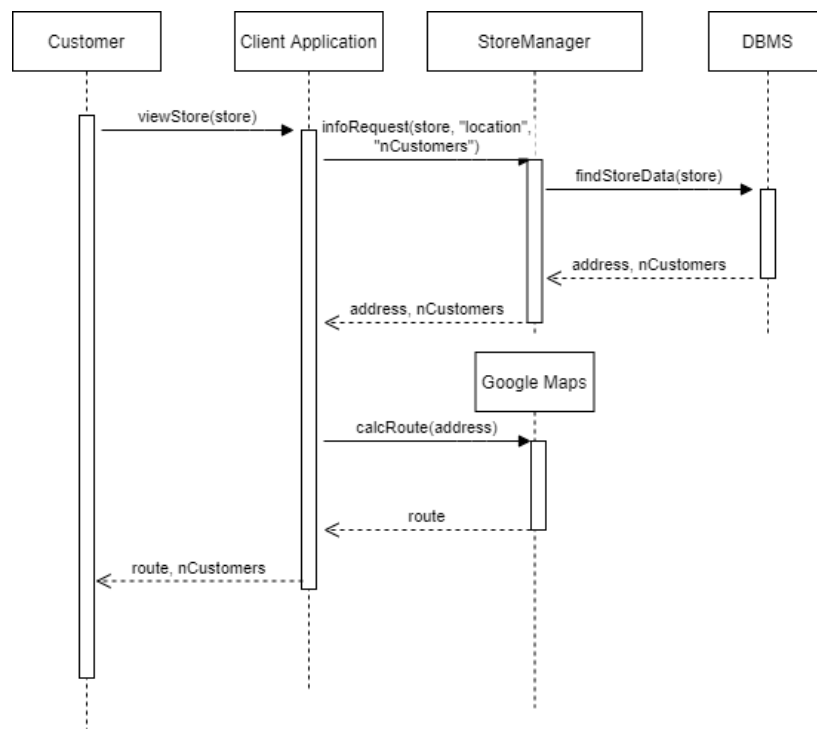 Customer
Client Application
StoreManager
DBMS
viewStore(store)
infoRequest(store, "location",
"nCustomers")
findStoreData(store)
address, nCustomers
address, nCustomers
Google Maps
calcRoute(address)
route
route, nCustomers